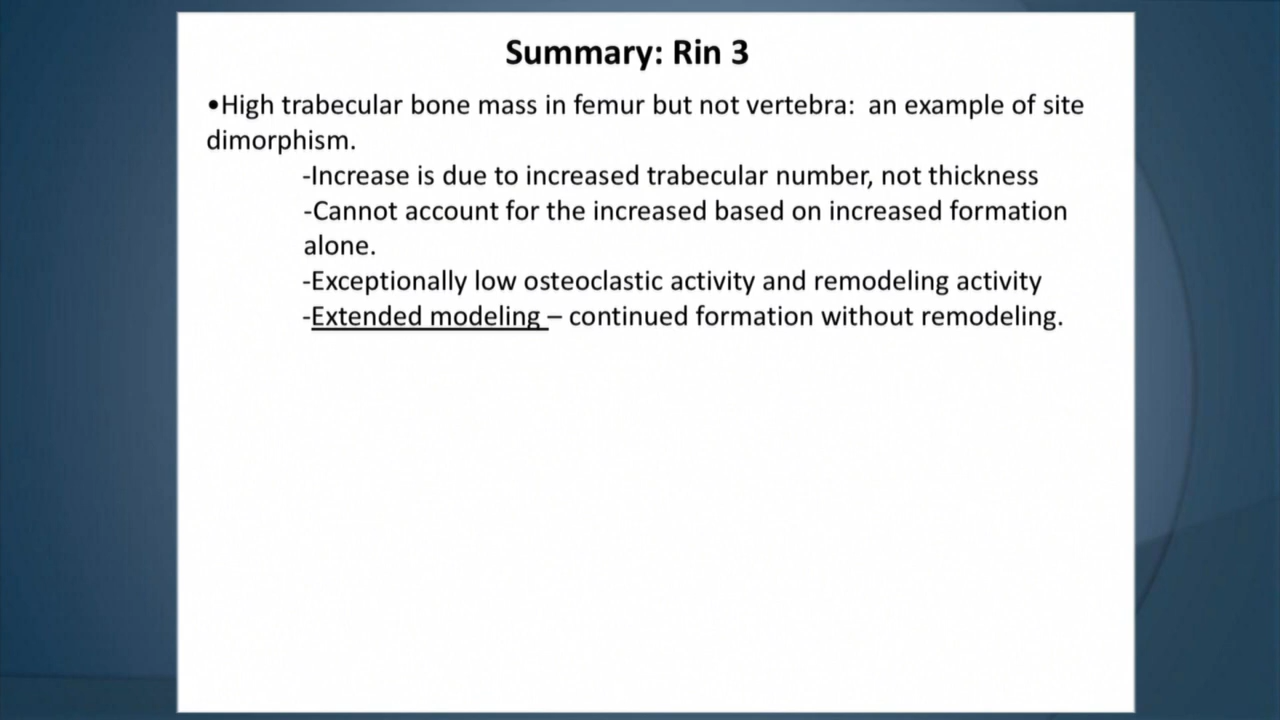 Summary: Rin 3
•High trabecular bone mass in femur but not vertebra:  an example of site
dimorphism.
-Increase is due to increased trabecular number, not thickness
-Cannot account for the increased based on increased formation
alone.
-Exceptionally low osteoclastic activity and remodeling activity
-Extended modeling – continued formation without remodeling.